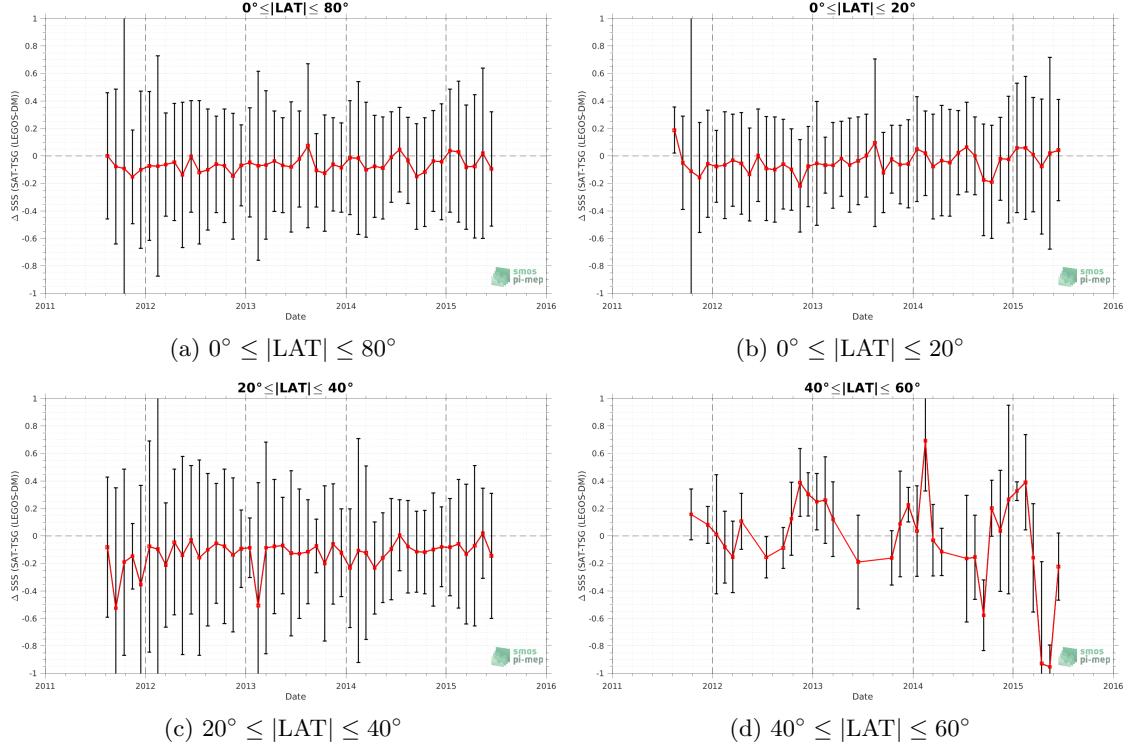 0°≤|LAT|≤ 80°
Δ SSS (SAT-TSG (LEGOS-DM))
1
0.8
0.6
0.4
0.2
0
-0.2
-0.4
-0.6
-0.8
-1
2011
2012
2013
2014
2015
2016
Date
smos
pi-mep
(a) 0° ≤ |LAT| ≤ 80°
0°≤|LAT|≤ 20°
Δ SSS (SAT-TSG (LEGOS-DM))
1
0.8
0.6
0.4
0.2
0
-0.2
-0.4
-0.6
-0.8
-1
2011
2012
2013
2014
2015
2016
Date
smos
pi-mep
(b) 0° ≤ |LAT| ≤ 20°
20°≤|LAT|≤ 40°
Δ SSS (SAT-TSG (LEGOS-DM))
1
0.8
0.6
0.4
0.2
0
-0.2
-0.4
-0.6
-0.8
-1
2011
2012
2013
2014
2015
2016
Date
smos
pi-mep
(c) 20° ≤ |LAT| ≤ 40°
40°≤|LAT|≤ 60°
Δ SSS (SAT-TSG (LEGOS-DM))
1
0.8
0.6
0.4
0.2
0
-0.2
-0.4
-0.6
-0.8
-1
2011
2012
2013
2014
2015
2016
Date
smos
pi-mep
(d) 40° ≤ |LAT| ≤ 60°